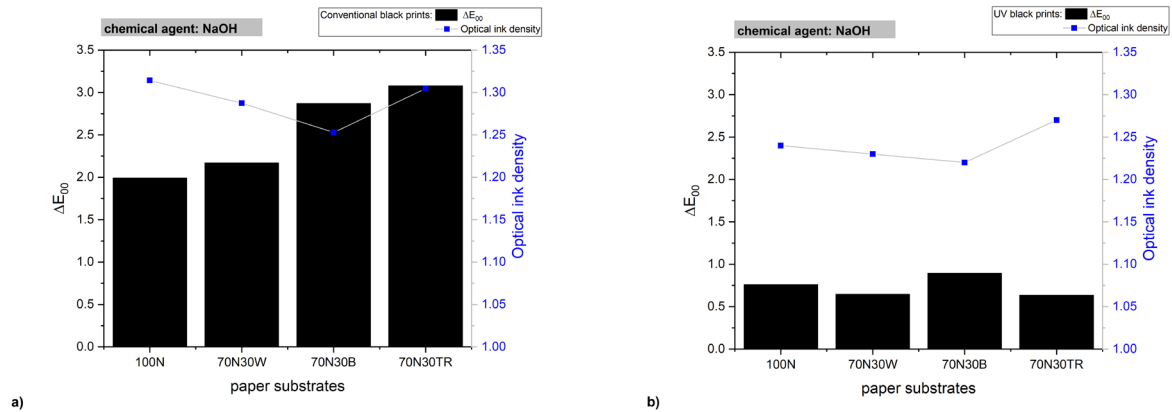 chemical agent: NaOH
Conventional black prints: ΔE00
Optical ink density
3.5
3.0
2.5
2.0
1.5
1.0
0.5
0.0
ΔE00
1.35
1.30
1.25
1.20
1.15
1.10
1.05
1.00
Optical ink density
100N 70N30W 70N30B 70N30TR
paper substrates
a)
chemical agent: NaOH
UV black prints: ΔE00
Optical ink density
3.5
3.0
2.5
2.0
1.5
1.0
0.5
0.0
ΔE00
1.35
1.30
1.25
1.20
1.15
1.10
1.05
1.00
Optical ink density
100N 70N30W 70N30B 70N30TR
paper substrates
b)